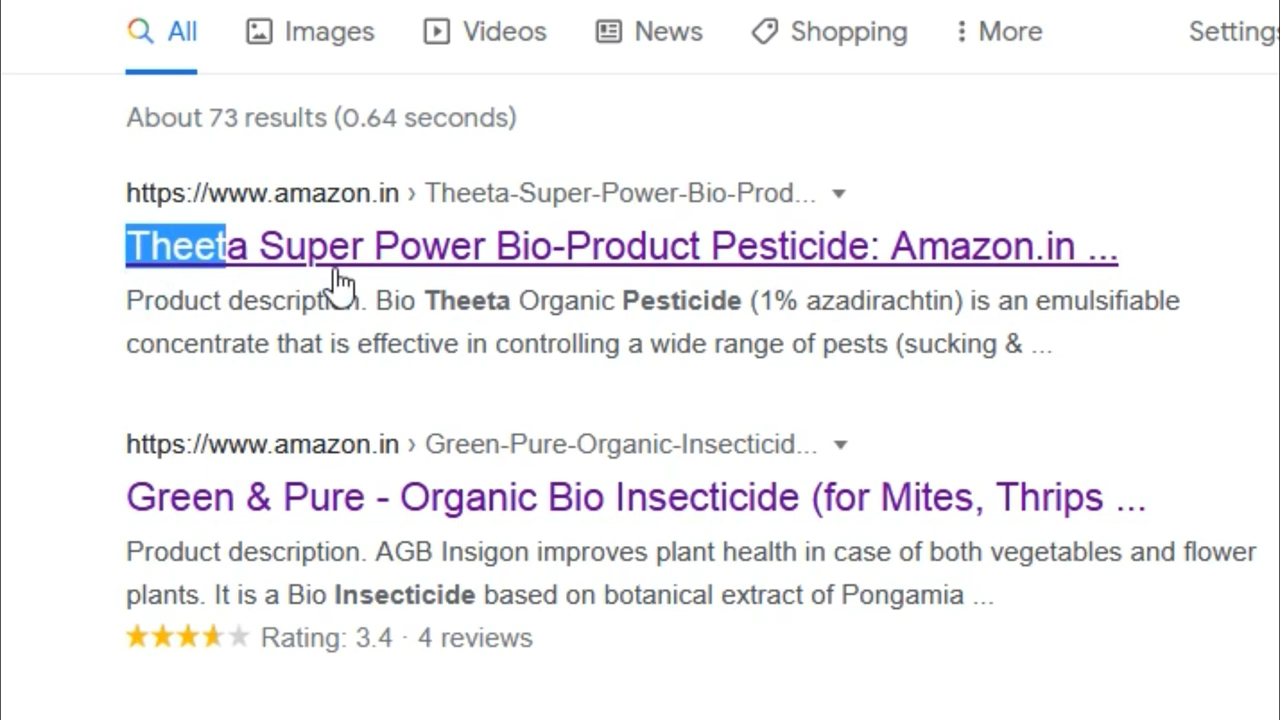 All Images Videos News Shopping More Settings
About 73 results (0.64 seconds)
https://www.amazon.in › Theeta-Super-Power-Bio-Prod...
Theeta Super Power Bio-Product Pesticide: Amazon.in ...
Product description. Bio Theeta Organic Pesticide (1% azadirachtin) is an emulsifiable
concentrate that is effective in controlling a wide range of pests (sucking & ...
https://www.amazon.in › Green-Pure-Organic-Insecticid...
Green & Pure - Organic Bio Insecticide (for Mites, Thrips ...
Product description. AGB Insigon improves plant health in case of both vegetables and flower
plants. It is a Bio Insecticide based on botanical extract of Pongamia ...
Rating: 3.4 · 4 reviews